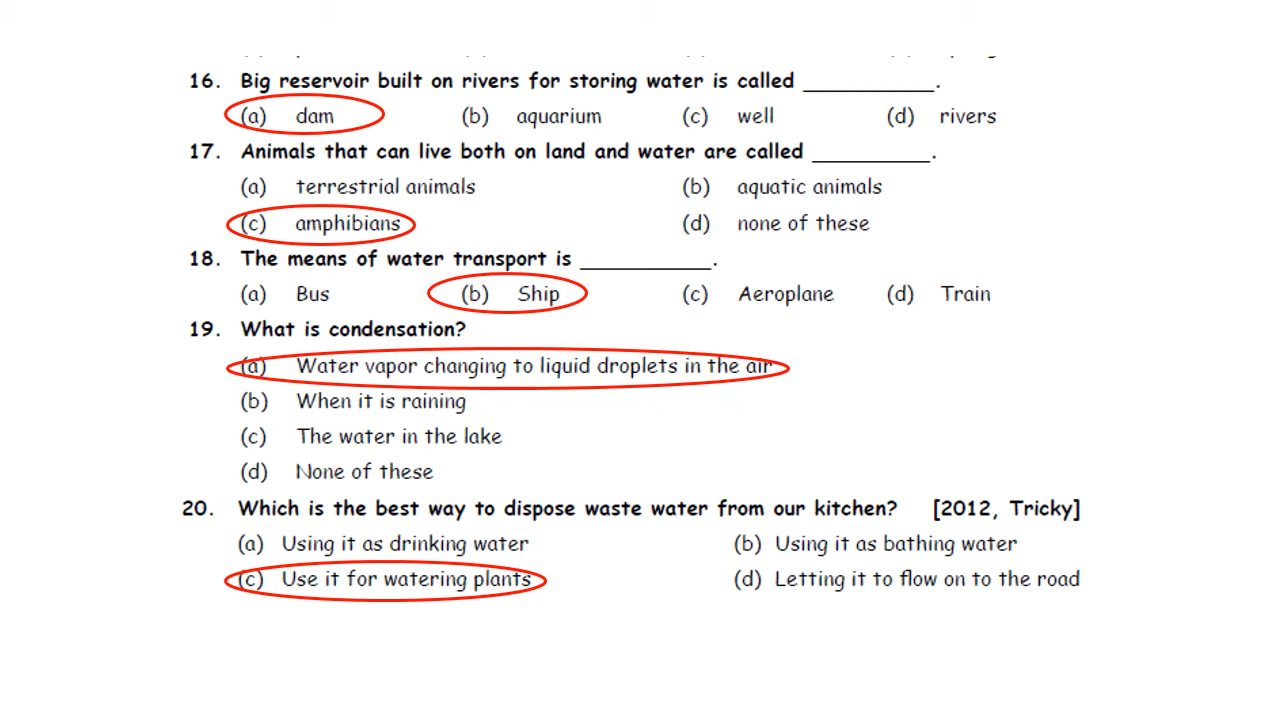 16. Big reservoir built on rivers for storing water is called ___________.
(a) dam (b) aquarium (c) well (d) rivers
17. Animals that can live both on land and water are called __________.
(a) terrestrial animals (b) aquatic animals
(c) amphibians (d) none of these
18. The means of water transport is ___________.
(a) Bus (b) Ship (c) Aeroplane (d) Train
19. What is condensation?
(a) Water vapor changing to liquid droplets in the air
(b) When it is raining
(c) The water in the lake
(d) None of these
20. Which is the best way to dispose waste water from our kitchen? [2012, Tricky]
(a) Using it as drinking water (b) Using it as bathing water
(c) Use it for watering plants (d) Letting it to flow on to the road